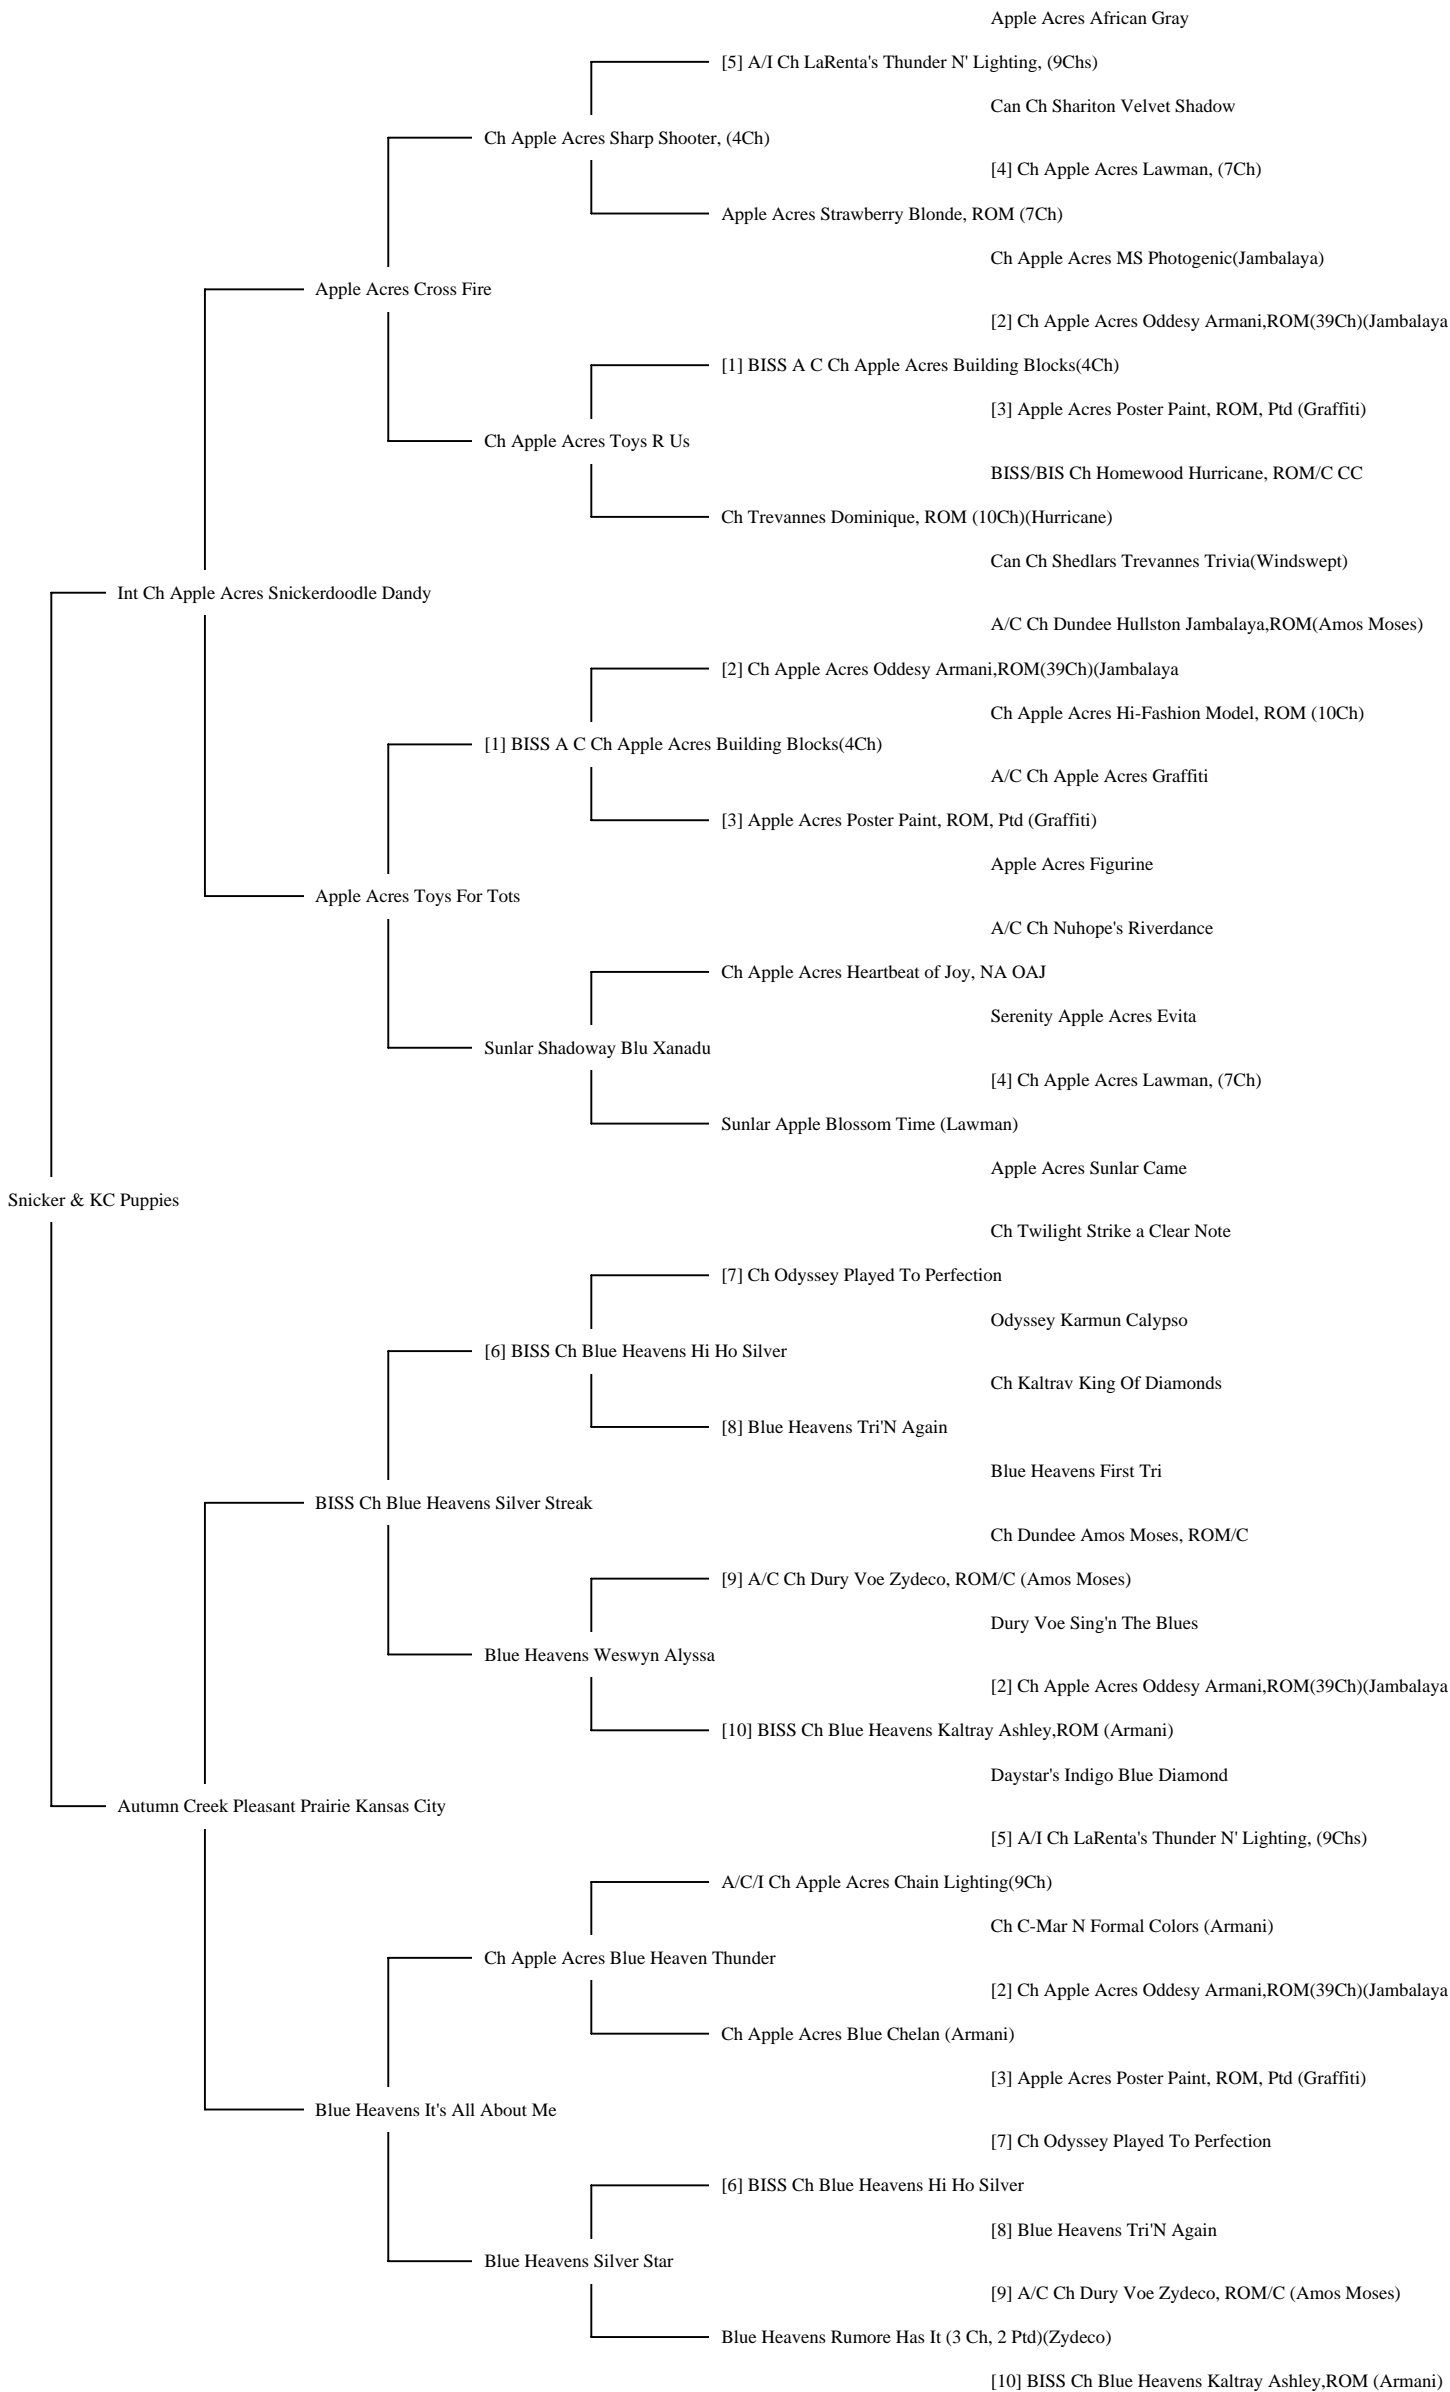 Apple Acres African Gray
[5] A/I Ch LaRenta's Thunder N' Lighting, (9Chs)
Can Ch Shariton Velvet Shadow
Ch Apple Acres Sharp Shooter, (4Ch)
[4] Ch Apple Acres Lawman, (7Ch)
Apple Acres Strawberry Blonde, ROM (7Ch)
Ch Apple Acres MS Photogenic(Jambalaya)
Apple Acres Cross Fire
[2] Ch Apple Acres Oddesy Armani,ROM(39Ch)(Jambalaya
[1] BISS A C Ch Apple Acres Building Blocks(4Ch)
[3] Apple Acres Poster Paint, ROM, Ptd (Graffiti)
Ch Apple Acres Toys R Us
BISS/BIS Ch Homewood Hurricane, ROM/C CC
Ch Trevannes Dominique, ROM (10Ch)(Hurricane)
Can Ch Shedlars Trevannes Trivia(Windswept)
Int Ch Apple Acres Snickerdoodle Dandy
A/C Ch Dundee Hullston Jambalaya,ROM(Amos Moses)
[2] Ch Apple Acres Oddesy Armani,ROM(39Ch)(Jambalaya
Ch Apple Acres Hi-Fashion Model, ROM (10Ch)
[1] BISS A C Ch Apple Acres Building Blocks(4Ch)
A/C Ch Apple Acres Graffiti
[3] Apple Acres Poster Paint, ROM, Ptd (Graffiti)
Apple Acres Figurine
Apple Acres Toys For Tots
A/C Ch Nuhope's Riverdance
Ch Apple Acres Heartbeat of Joy, NA OAJ
Serenity Apple Acres Evita
Sunlar Shadoway Blu Xanadu
[4] Ch Apple Acres Lawman, (7Ch)
Sunlar Apple Blossom Time (Lawman)
Apple Acres Sunlar Came
Snicker & KC Puppies
Ch Twilight Strike a Clear Note
[7] Ch Odyssey Played To Perfection
Odyssey Karmun Calypso
[6] BISS Ch Blue Heavens Hi Ho Silver
Ch Kaltrav King Of Diamonds
[8] Blue Heavens Tri'N Again
Blue Heavens First Tri
BISS Ch Blue Heavens Silver Streak
Ch Dundee Amos Moses, ROM/C
[9] A/C Ch Dury Voe Zydeco, ROM/C (Amos Moses)
Dury Voe Sing'n The Blues
Blue Heavens Weswyn Alyssa
[2] Ch Apple Acres Oddesy Armani,ROM(39Ch)(Jambalaya
[10] BISS Ch Blue Heavens Kaltray Ashley,ROM (Armani)
Daystar's Indigo Blue Diamond
Autumn Creek Pleasant Prairie Kansas City
[5] A/I Ch LaRenta's Thunder N' Lighting, (9Chs)
A/C/I Ch Apple Acres Chain Lighting(9Ch)
Ch C-Mar N Formal Colors (Armani)
Ch Apple Acres Blue Heaven Thunder
[2] Ch Apple Acres Oddesy Armani,ROM(39Ch)(Jambalaya
Ch Apple Acres Blue Chelan (Armani)
[3] Apple Acres Poster Paint, ROM, Ptd (Graffiti)
Blue Heavens It's All About Me
[7] Ch Odyssey Played To Perfection
[6] BISS Ch Blue Heavens Hi Ho Silver
[8] Blue Heavens Tri'N Again
Blue Heavens Silver Star
[9] A/C Ch Dury Voe Zydeco, ROM/C (Amos Moses)
Blue Heavens Rumore Has It (3 Ch, 2 Ptd)(Zydeco)
[10] BISS Ch Blue Heavens Kaltray Ashley,ROM (Armani)